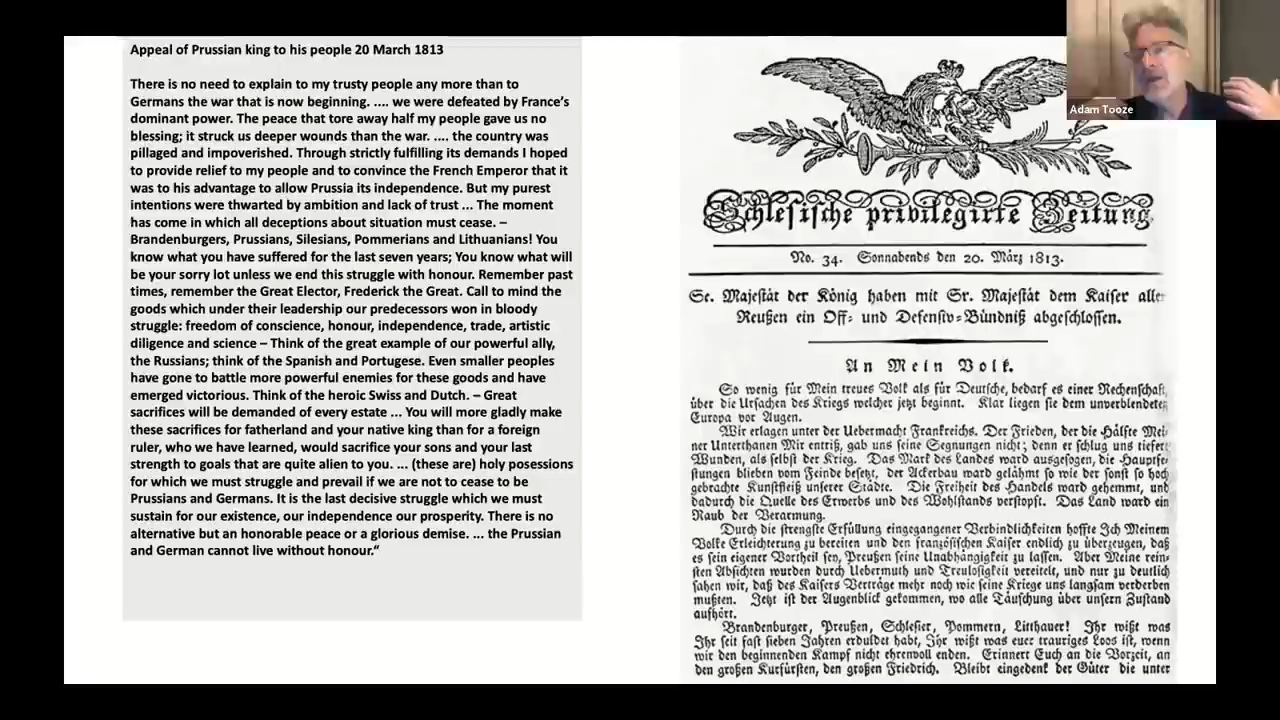 Appeal of Prussian king to his people 20 March 1813
There is no need to explain to my trusty people any more than to
Germans the war that is now beginning. .... we were defeated by France's
dominant power. The peace that tore away half my people gave us no
blessing; it struck us deeper wounds than the war. .... the country was
pillaged and impoverished. Through strictly fulfilling its demands I hoped
to provide relief to my people and to convince the French Emperor that it
was to his advantage to allow Prussia its independence. But my purest
intentions were thwarted by ambition and lack of trust ... The moment
has come in which all deceptions about situation must cease. –
Brandenburgers, Prussians, Silesians, Pommerians and Lithuanians! You
know what you have suffered for the last seven years; You know what will
be your sorry lot unless we end this struggle with honour. Remember past
times, remember the Great Elector, Frederick the Great. Call to mind the
goods which under their leadership our predecessors won in bloody
struggle: freedom of conscience, honour, independence, trade, artistic
diligence and science – Think of the great example of our powerful ally,
the Russians; think of the Spanish and Portugese. Even smaller peoples
have gone to battle more powerful enemies for these goods and have
emerged victorious. Think of the heroic Swiss and Dutch. – Great
sacrifices will be demanded of every estate ... You will more gladly make
these sacrifices for fatherland and your native king than for a foreign
ruler, who we have learned, would sacrifice your sons and your last
strength to goals that are quite alien to you. ... (these are) holy posessions
for which we must struggle and prevail if we are not to cease to be
Prussians and Germans. It is the last decisive struggle which we must
sustain for our existence, our independence our prosperity. There is no
alternative but an honorable peace or a glorious demise. ... the Prussian
and German cannot live without honour.“
Adam Tooze
Schlesische privilegirte Zeitung.
No. 34. Sonnabends den 20. März 1813.
Se. Majestät der König haben mit Sr. Majestät dem Kaiser aller
Reußen ein Off- und Defensiv-Bündniß abgeschlossen.
An Mein Volk.
So wenig für Mein treues Volk als für Deutsche, bedarf es einer Rechenschaft,
über die Ursachen des Kriegs welcher jetzt beginnt. Klar liegen sie dem unverblendeten
Europa vor Augen.
Wir erlagen unter der Uebermacht Frankreichs. Der Frieden, der die Hälfte Mei-
ner Unterthanen Mir entriß, gab uns seine Segnungen nicht; denn er schlug uns tiefere
Wunden, als selbst der Krieg. Das Mark des Landes ward ausgesogen, die Hauptfe-
stungen blieben vom Feinde besetzt, der Ackerbau ward gelähmt so wie der sonst so hoch
gebrachte Kunstfleiß unserer Städte. Die Freiheit des Handels ward gehemmt, und
dadurch die Quelle des Erwerbs und des Wohlstands verstopft. Das Land ward ein
Raub der Verarmung.
Durch die strengste Erfüllung eingegangener Verbindlichkeiten hoffte Ich Meinem
Volke Erleichterung zu bereiten und den französischen Kaiser endlich zu überzeugen, daß
es sein eigener Vortheil sey, Preußen seine Unabhängigkeit zu lassen. Aber Meine rein-
sten Absichten wurden durch Uebermuth und Treulosigkeit vereitelt, und nur zu deutlich
sahen wir, daß des Kaisers Verträge mehr noch wie seine Kriege uns langsam verderben
mußten. Jetzt ist der Augenblick gekommen, wo alle Täuschung über unsern Zustand
aufhört.
Brandenburger, Preußen, Schlesier, Pommern, Litthauer! Ihr wißt was
Ihr seit fast sieben Jahren erduldet habt, Ihr wißt was euer trauriges Loos ist, wenn
wir den beginnenden Kampf nicht ehrenvoll enden. Erinnert Euch an die Vorzeit, an
den großen Kurfürsten, den großen Friedrich. Bleibt eingedenk der Güter die unter